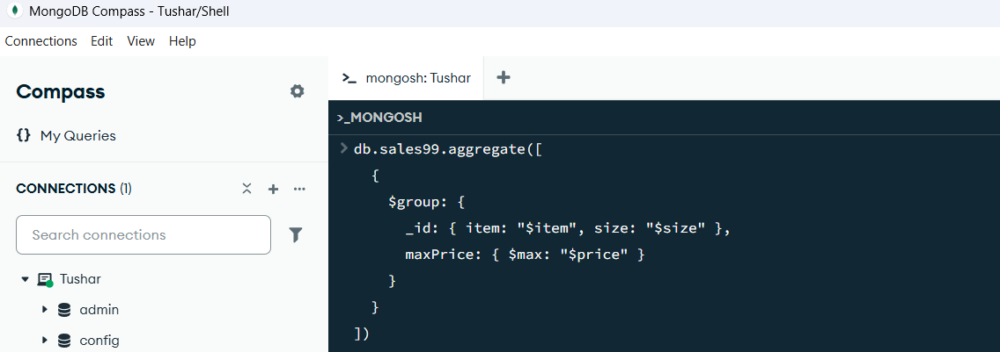 MongoDB Compass - Tushar/Shell
Connections Edit View Help
Compass
{} My Queries
CONNECTIONS (1)
Search connections
Tushar
admin
config
>_ mongosh: Tushar +
>_MONGOSH
> db.sales99.aggregate([
{
$group: {
_id: { item: "$item", size: "$size" },
maxPrice: { $max: "$price" }
}
}
])